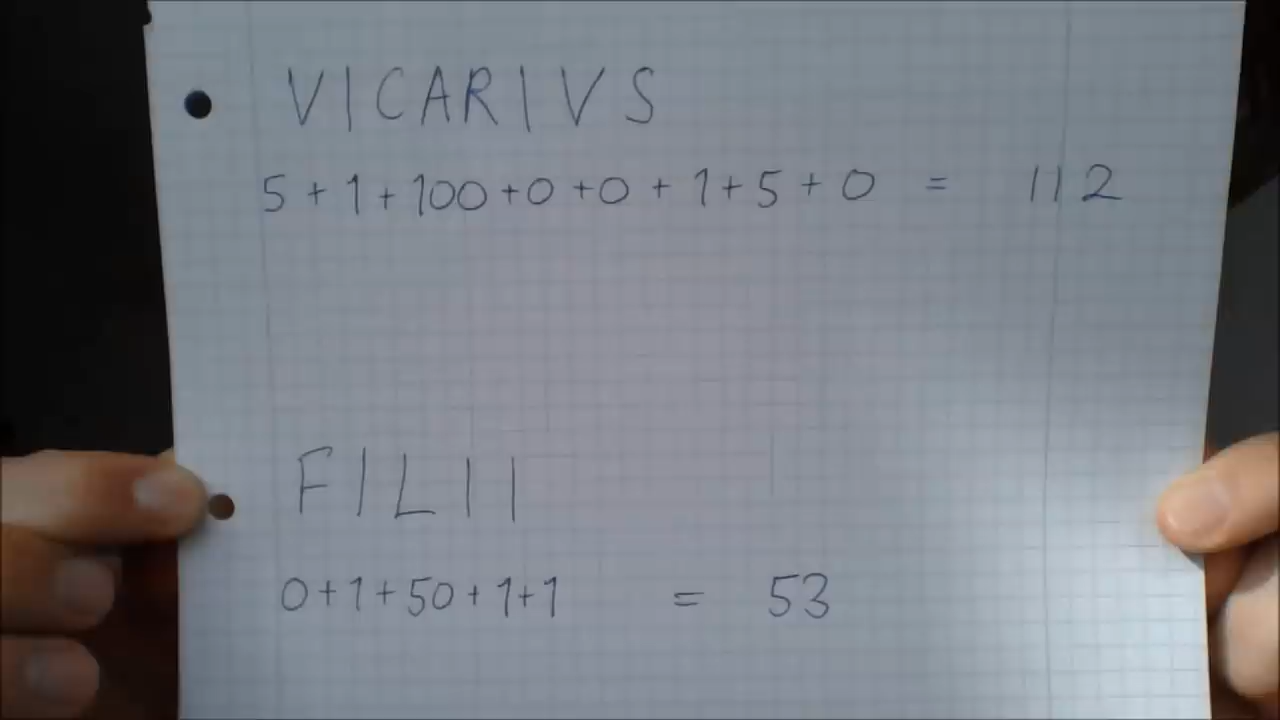 VICARIVS
5+1+100+0+0+1+5+0 = 112
FILII
0+1+50+1+1 = 53